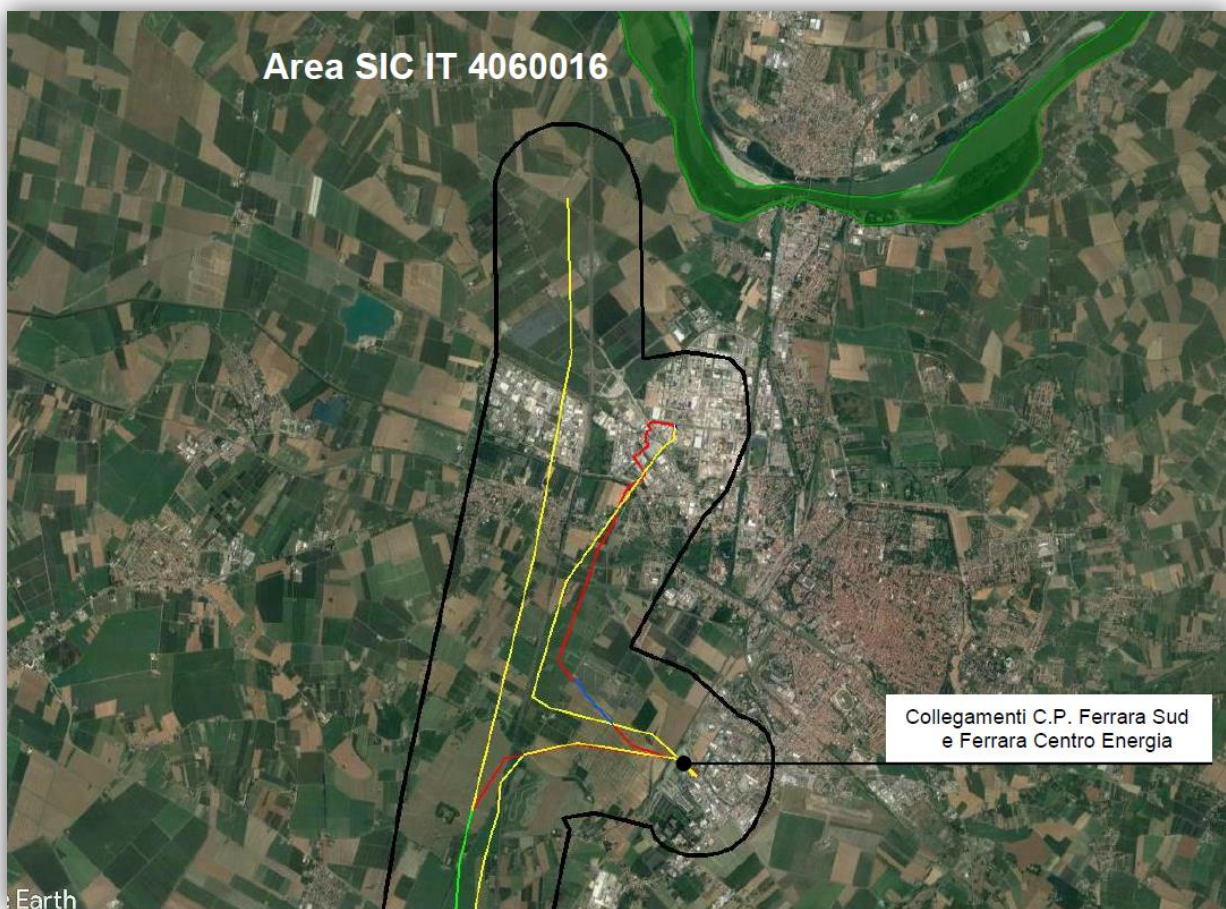 Area SIC IT 4060016
Collegamenti C.P. Ferrara Sud
e Ferrara Centro Energia
Earth